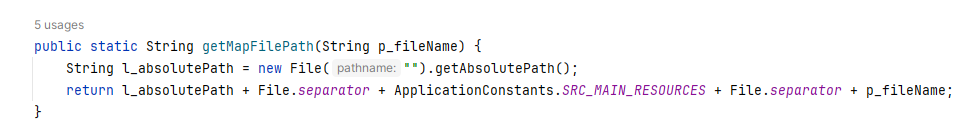 5 usages
public static String getMapFilePath(String p_fileName) {
    String l_absolutePath = new File( pathname: "").getAbsolutePath();
    return l_absolutePath + File.separator + ApplicationConstants.SRC_MAIN_RESOURCES + File.separator + p_fileName;
}